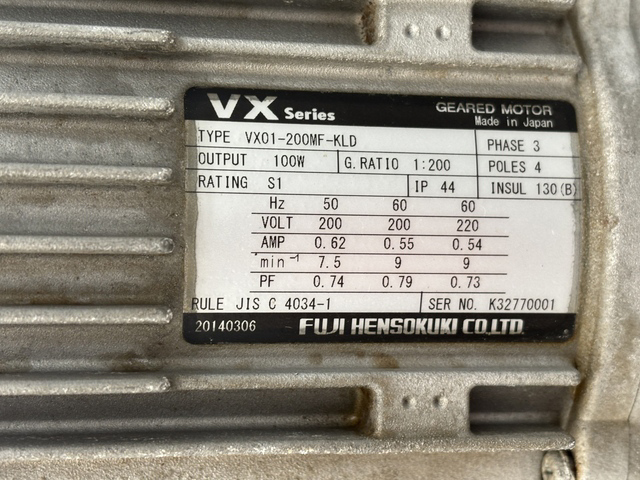 VX Series GEARED MOTOR
Made in Japan
TYPE VX01-200MF-KLD PHASE 3
OUTPUT 100W G.RATIO 1:200 POLES 4
RATING S1 IP 44 INSUL 130(B)
Hz 50 60 60
VOLT 200 200 220
AMP 0.62 0.55 0.54
min⁻¹ 7.5 9 9
PF 0.74 0.79 0.73
RULE JIS C 4034-1 SER NO. K32770001
20140306 FUJI HENSOKUKI CO.LTD.